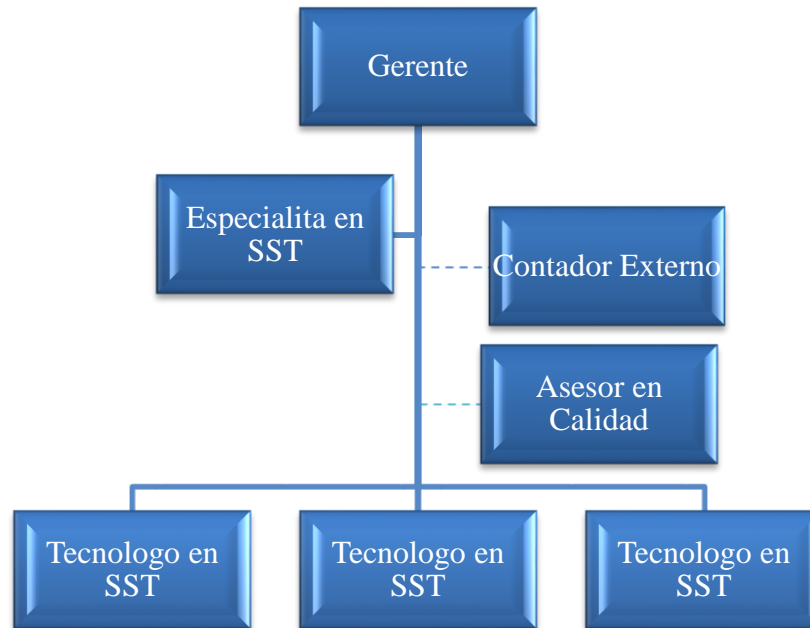 Gerente
Especialita en
SST
Contador Externo
Asesor en
Calidad
Tecnologo en
SST
Tecnologo en
SST
Tecnologo en
SST